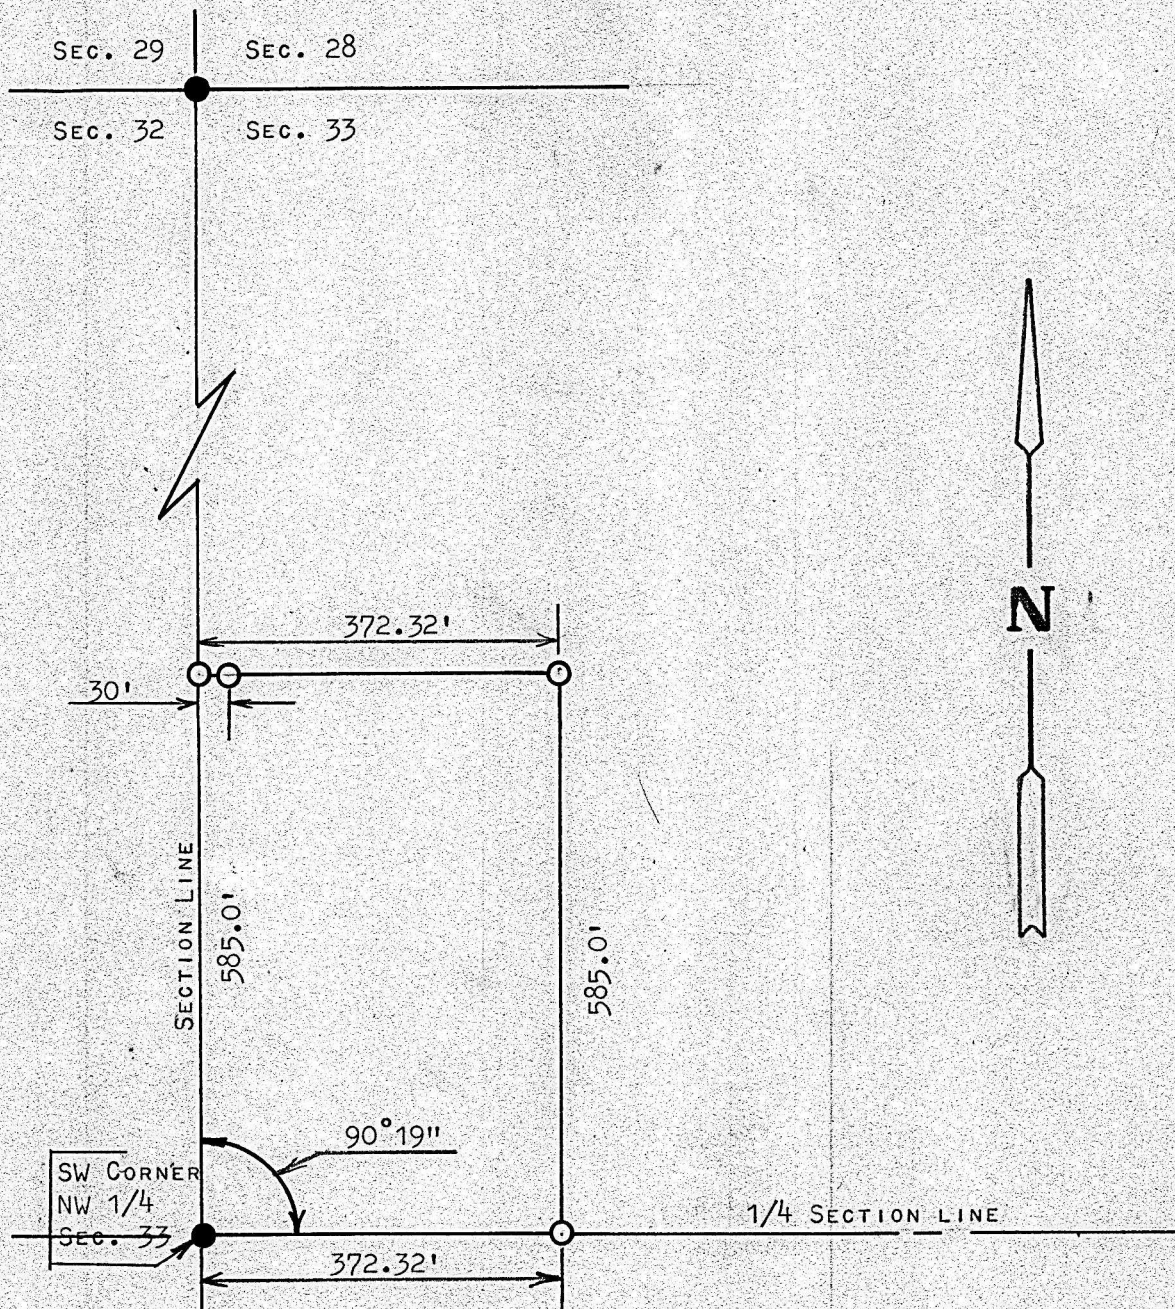 SEC. 29
SEC. 28
SEC. 32
SEC. 33
N
372.32'
30'
SECTION LINE
585.0'
585.0'
90°19"
SW CORNER
NW 1/4
SEC. 33
1/4 SECTION LINE
372.32'